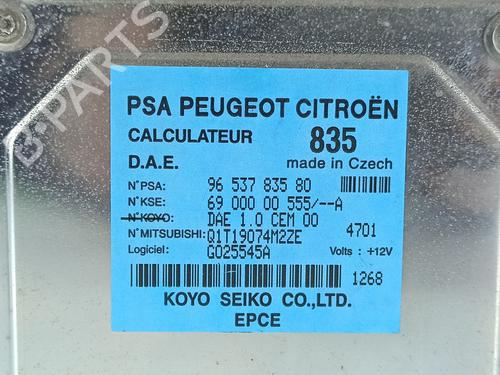 B-PARTS
PSA PEUGEOT CITROËN
CALCULATEUR 835
D.A.E. made in Czech
N°PSA: 96 537 835 80
N°KSE: 69 000 00 555/--A
N°KOYO: DAE 1.0 CEM 00
N°MITSUBISHI: Q1T19074M2ZE 4701
Logiciel: G025545A Volts : +12V
1268
KOYO SEIKO CO.,LTD.
EPCE